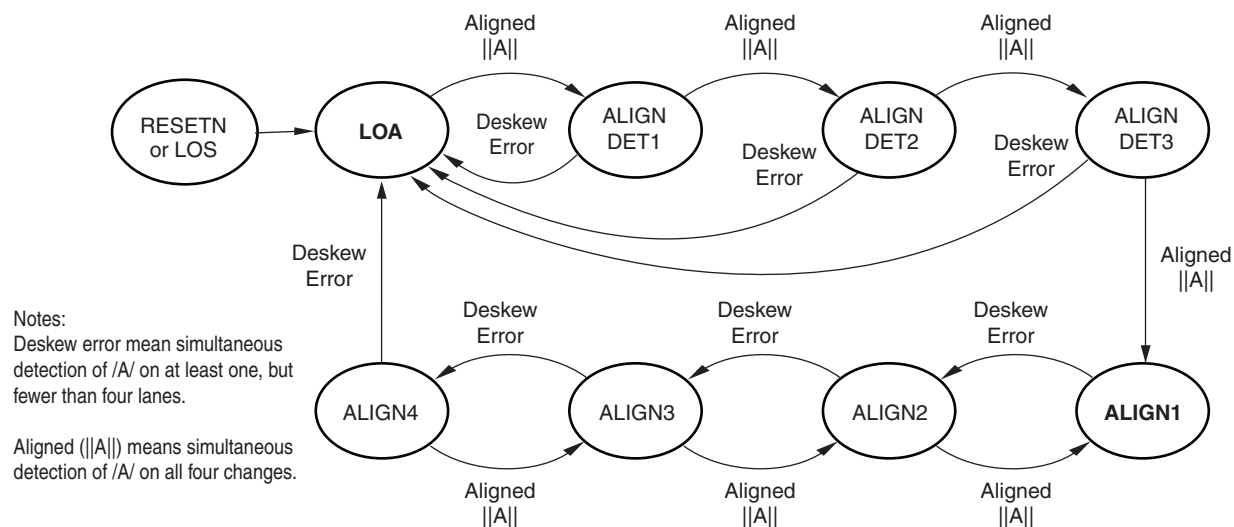 Aligned
||A||
Aligned
||A||
Aligned
||A||
RESETN
or LOS
LOA
Deskew
Error
ALIGN
DET1
Deskew
Error
ALIGN
DET2
Deskew
Error
ALIGN
DET3
Deskew
Error
Aligned
||A||
Notes:
Deskew error mean simultaneous
detection of /A/ on at least one, but
fewer than four lanes.
Aligned (||A||) means simultaneous
detection of /A/ on all four changes.
Deskew
Error
Deskew
Error
Deskew
Error
ALIGN4
ALIGN3
ALIGN2
ALIGN1
Aligned
||A||
Aligned
||A||
Aligned
||A||